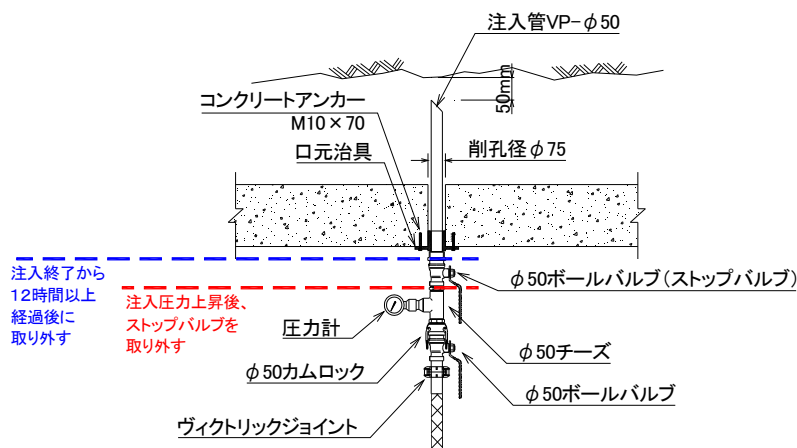 注入管VP-φ50
50mm
コンクリートアンカー
M10×70
口元治具
削孔径φ75
注入終了から
12時間以上
経過後に
取り外す
注入圧力上昇後、
ストップバルブを
取り外す
φ50ボールバルブ(ストップバルブ)
圧力計
φ50チーズ
φ50カムロック
φ50ボールバルブ
ヴィクトリックジョイント